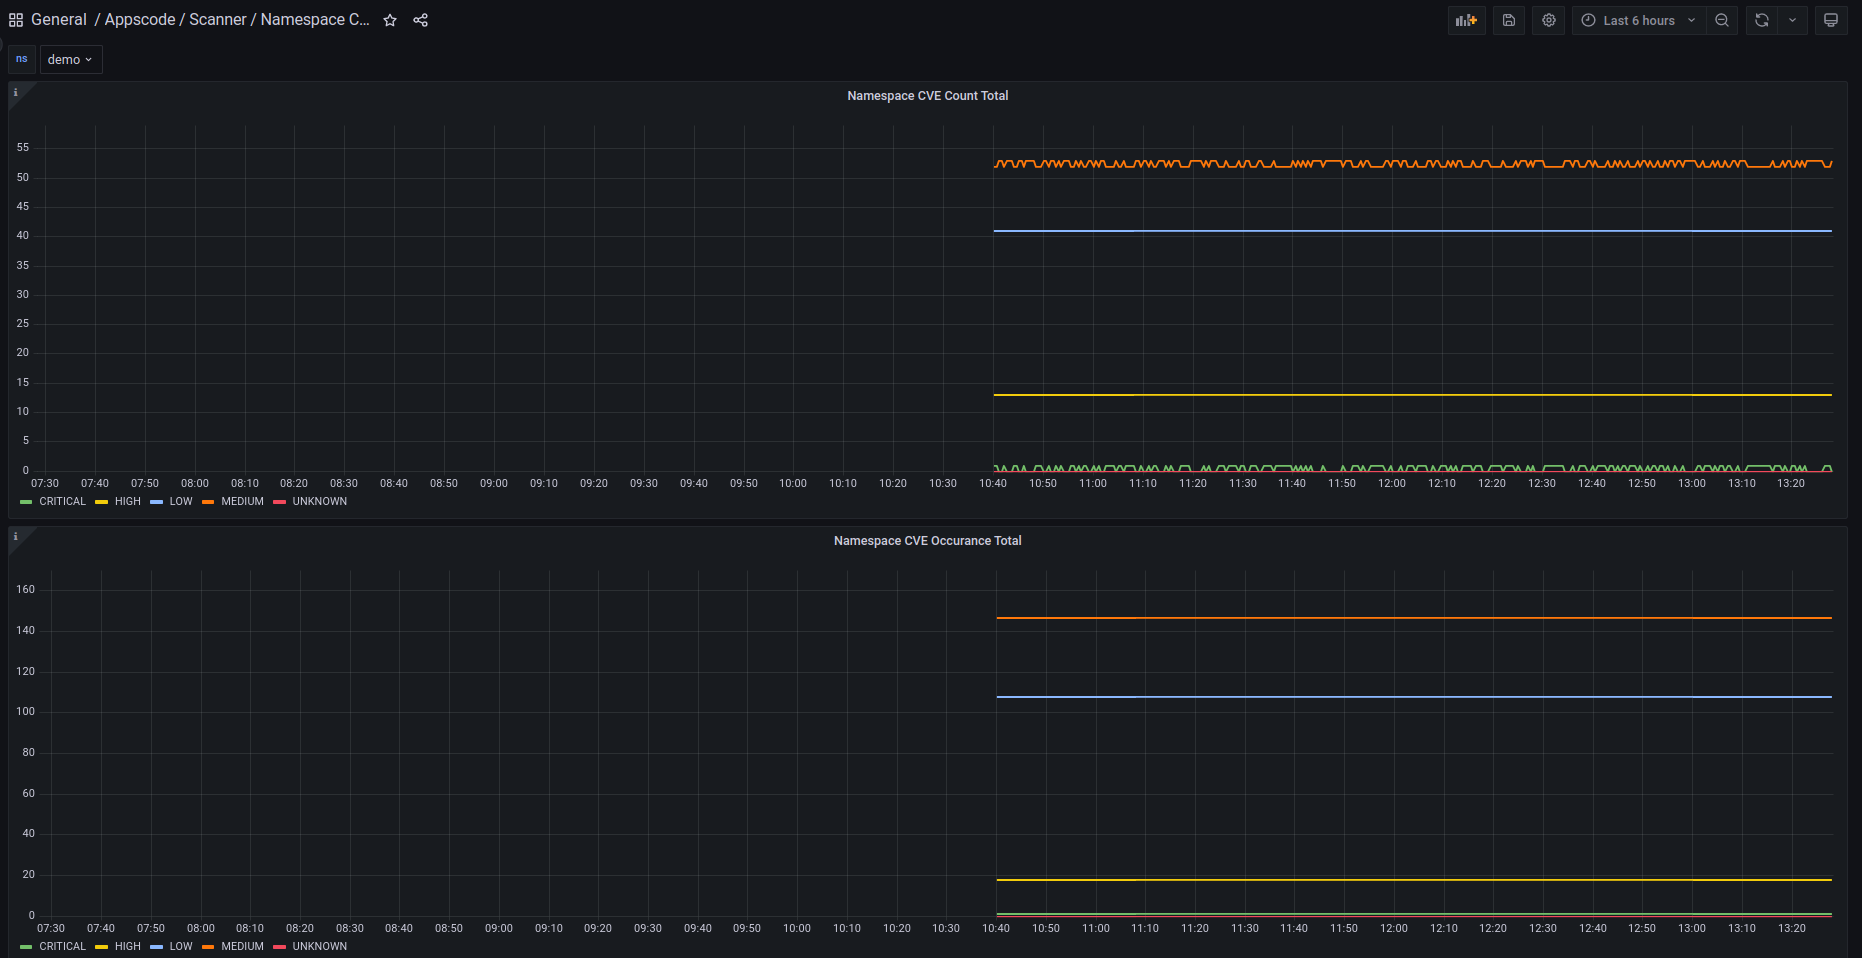 General / Appscode / Scanner / Namespace C... Last 6 hours
ns demo
i
Namespace CVE Count Total
55
50
45
40
35
30
25
20
15
10
5
0
07:30 07:40 07:50 08:00 08:10 08:20 08:30 08:40 08:50 09:00 09:10 09:20 09:30 09:40 09:50 10:00 10:10 10:20 10:30 10:40 10:50 11:00 11:10 11:20 11:30 11:40 11:50 12:00 12:10 12:20 12:30 12:40 12:50 13:00 13:10 13:20
CRITICAL HIGH LOW MEDIUM UNKNOWN
i
Namespace CVE Occurance Total
160
140
120
100
80
60
40
20
0
07:30 07:40 07:50 08:00 08:10 08:20 08:30 08:40 08:50 09:00 09:10 09:20 09:30 09:40 09:50 10:00 10:10 10:20 10:30 10:40 10:50 11:00 11:10 11:20 11:30 11:40 11:50 12:00 12:10 12:20 12:30 12:40 12:50 13:00 13:10 13:20
CRITICAL HIGH LOW MEDIUM UNKNOWN